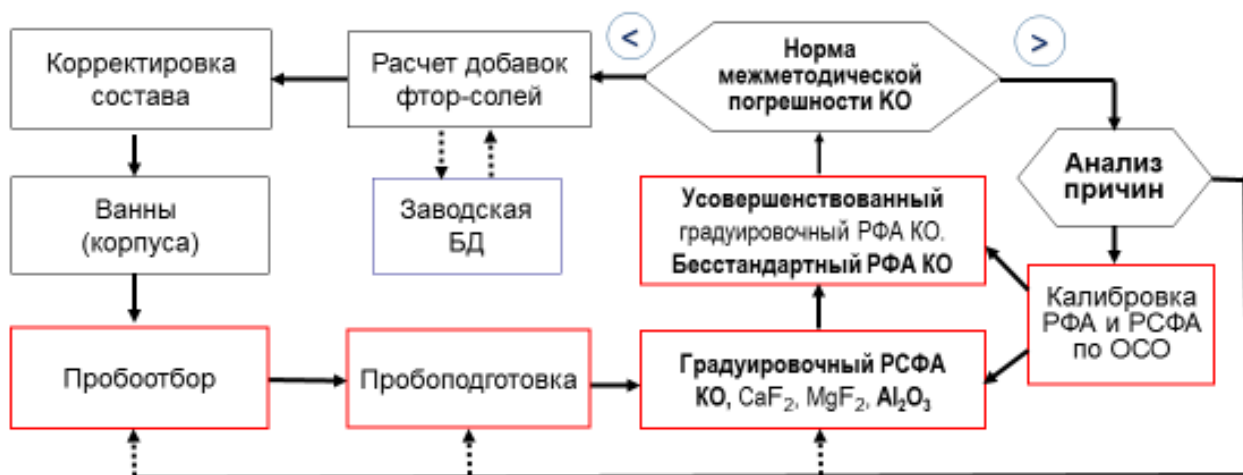 Корректировка
состава
Расчет добавок
фтор-солей
<
Норма
межметодической
погрешности КО
>
Анализ
причин
Ванны
(корпуса)
Заводская
БД
Усовершенствованный
градуировочный РФА КО.
Бесстандартный РФА КО
Калибровка
РФА и РСФА
по ОСО
Пробоотбор
Пробоподготовка
Градуировочный РСФА
КО, CaF₂, MgF₂, Al₂O₃